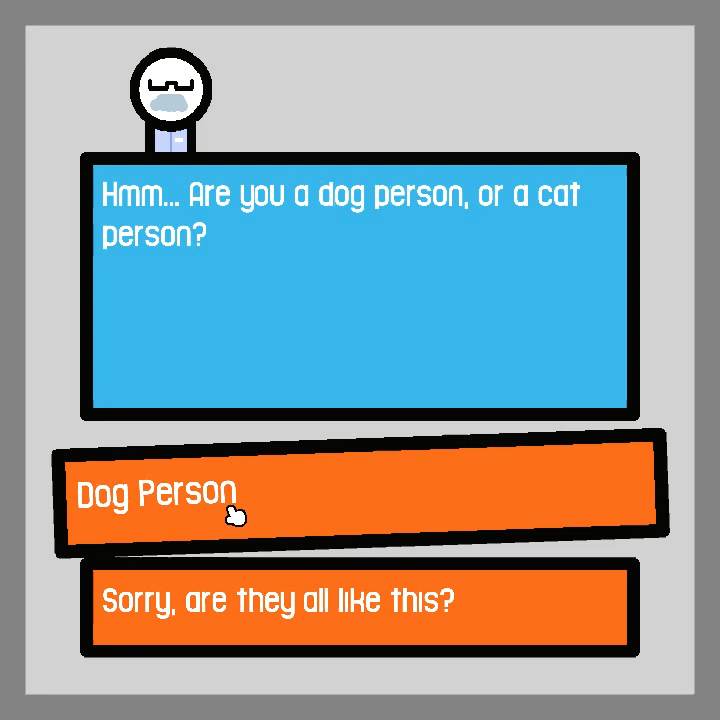 Hmm... Are you a dog person, or a cat
person?
Dog Person
Sorry, are they all like this?